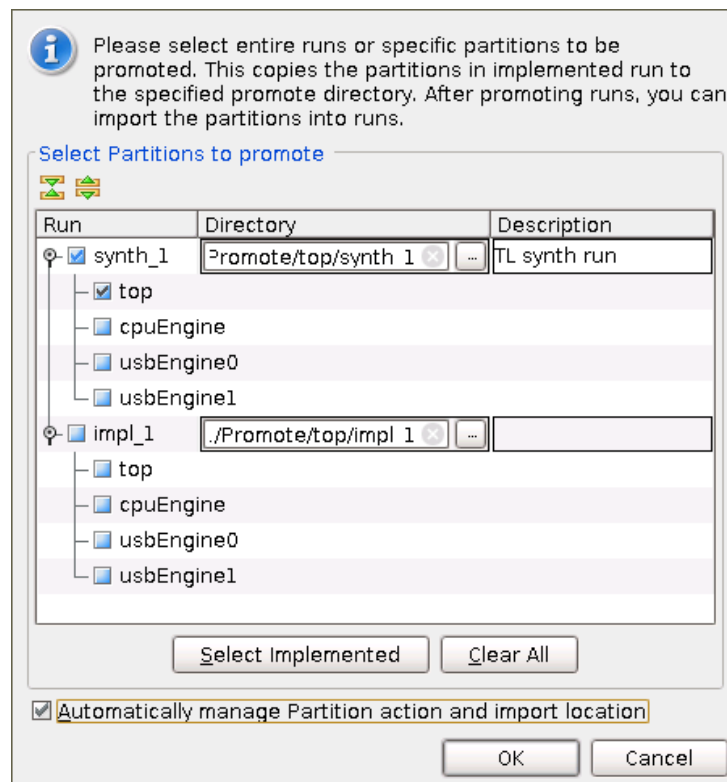 Please select entire runs or specific partitions to be
promoted. This copies the partitions in implemented run to
the specified promote directory. After promoting runs, you can
import the partitions into runs.
Select Partitions to promote
Run Directory Description
synth_1 Promote/top/synth_1 ... TL synth run
top
cpuEngine
usbEngine0
usbEngine1
impl_1 ./Promote/top/impl_1 ...
top
cpuEngine
usbEngine0
usbEngine1
Select Implemented Clear All
Automatically manage Partition action and import location
OK Cancel